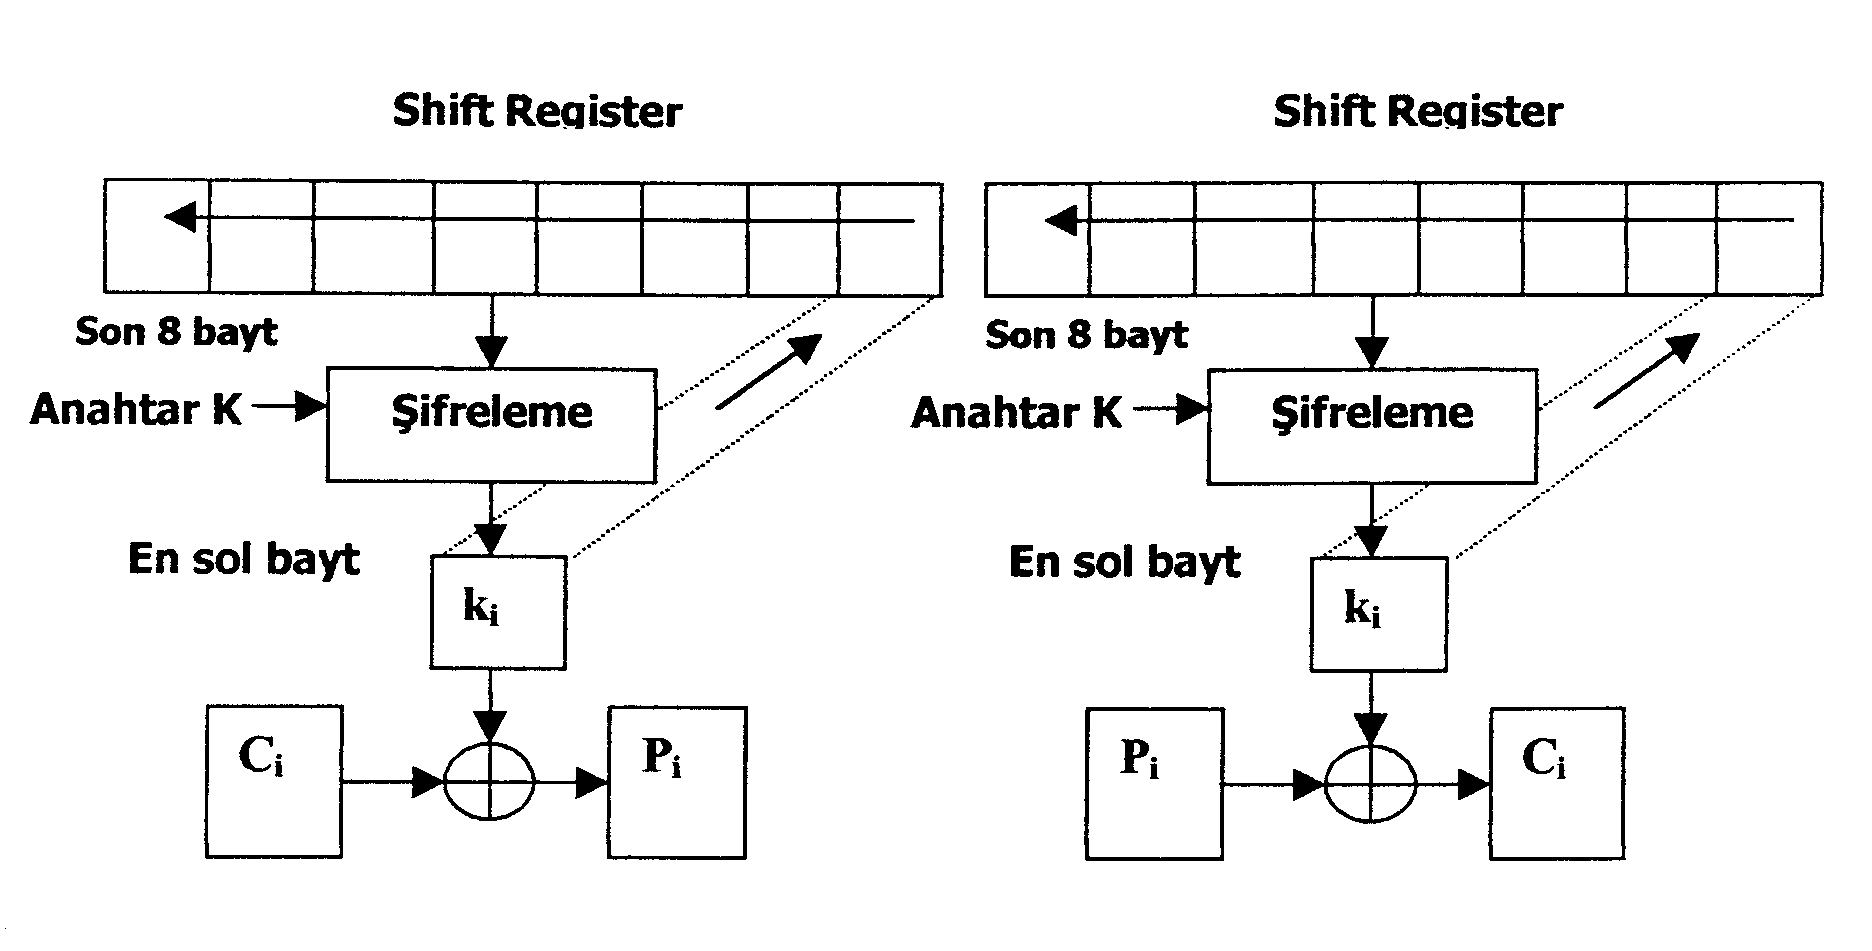 Shift Register
Son 8 bayt
Anahtar K
Şifreleme
En sol bayt
ki
Ci
Pi
Shift Register
Son 8 bayt
Anahtar K
Şifreleme
En sol bayt
ki
Pi
Ci